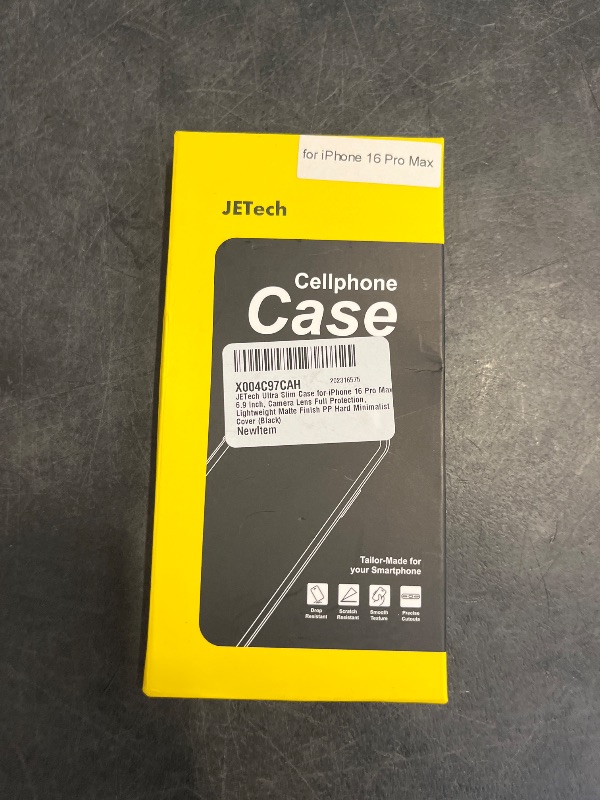 for iPhone 16 Pro Max
JETech
Cellphone
Case
X004C97CAH 202316575
JETech Ultra Slim Case for iPhone 16 Pro Max
6.9 Inch, Camera Lens Full Protection,
Lightweight Matte Finish PP Hard Minimalist
Cover (Black)
NewItem
Tailor-Made for
your Smartphone
Drop Scratch Smooth Precise
Resistant Resistant Texture Cutouts